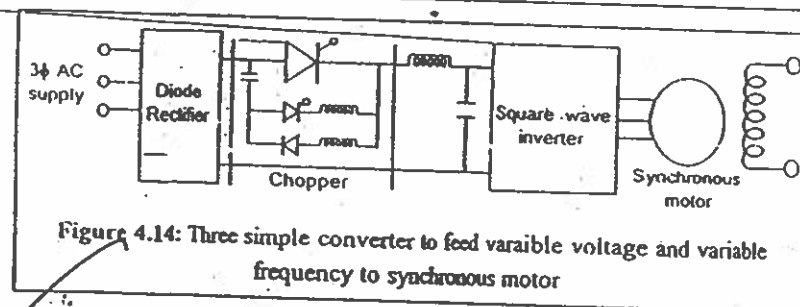 3ϕ AC
supply
Diode
Rectifier
Chopper
Square wave
inverter
Synchronous
motor
Figure 4.14: Three simple converter to feed varaible voltage and variable
frequency to synchronous motor